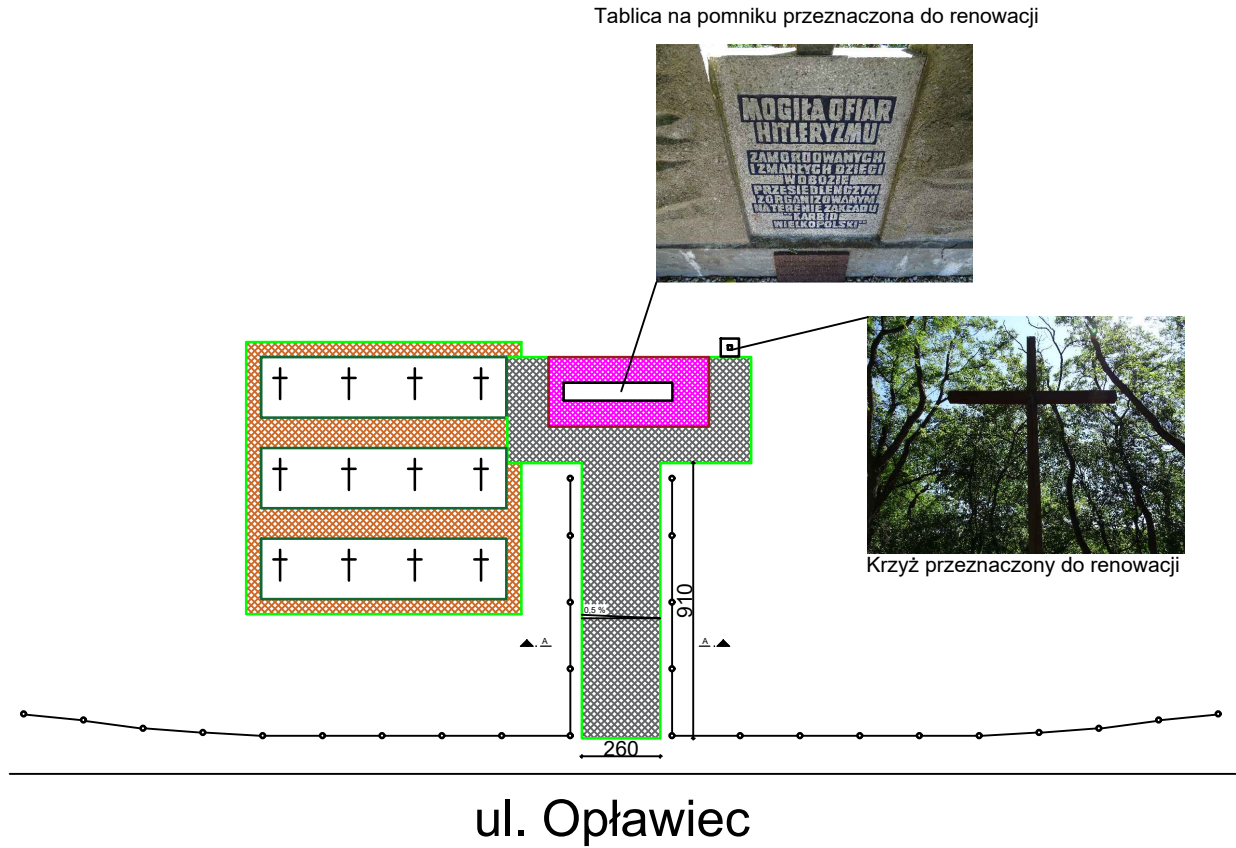 Tablica na pomniku przeznaczona do renowacji
MOGIŁA OFIAR
HITLERYZMU
ZAMORDOWANYCH
I ZMARŁYCH DZIECI
W OBOZIE
PRZESIEDLEŃCZYM
ZORGANIZOWANYM
NA TERENIE ZAKŁADU
"KARBID
WIELKOPOLSKI"
Krzyż przeznaczony do renowacji
0,5 %
910
A
A
260
ul. Opławiec